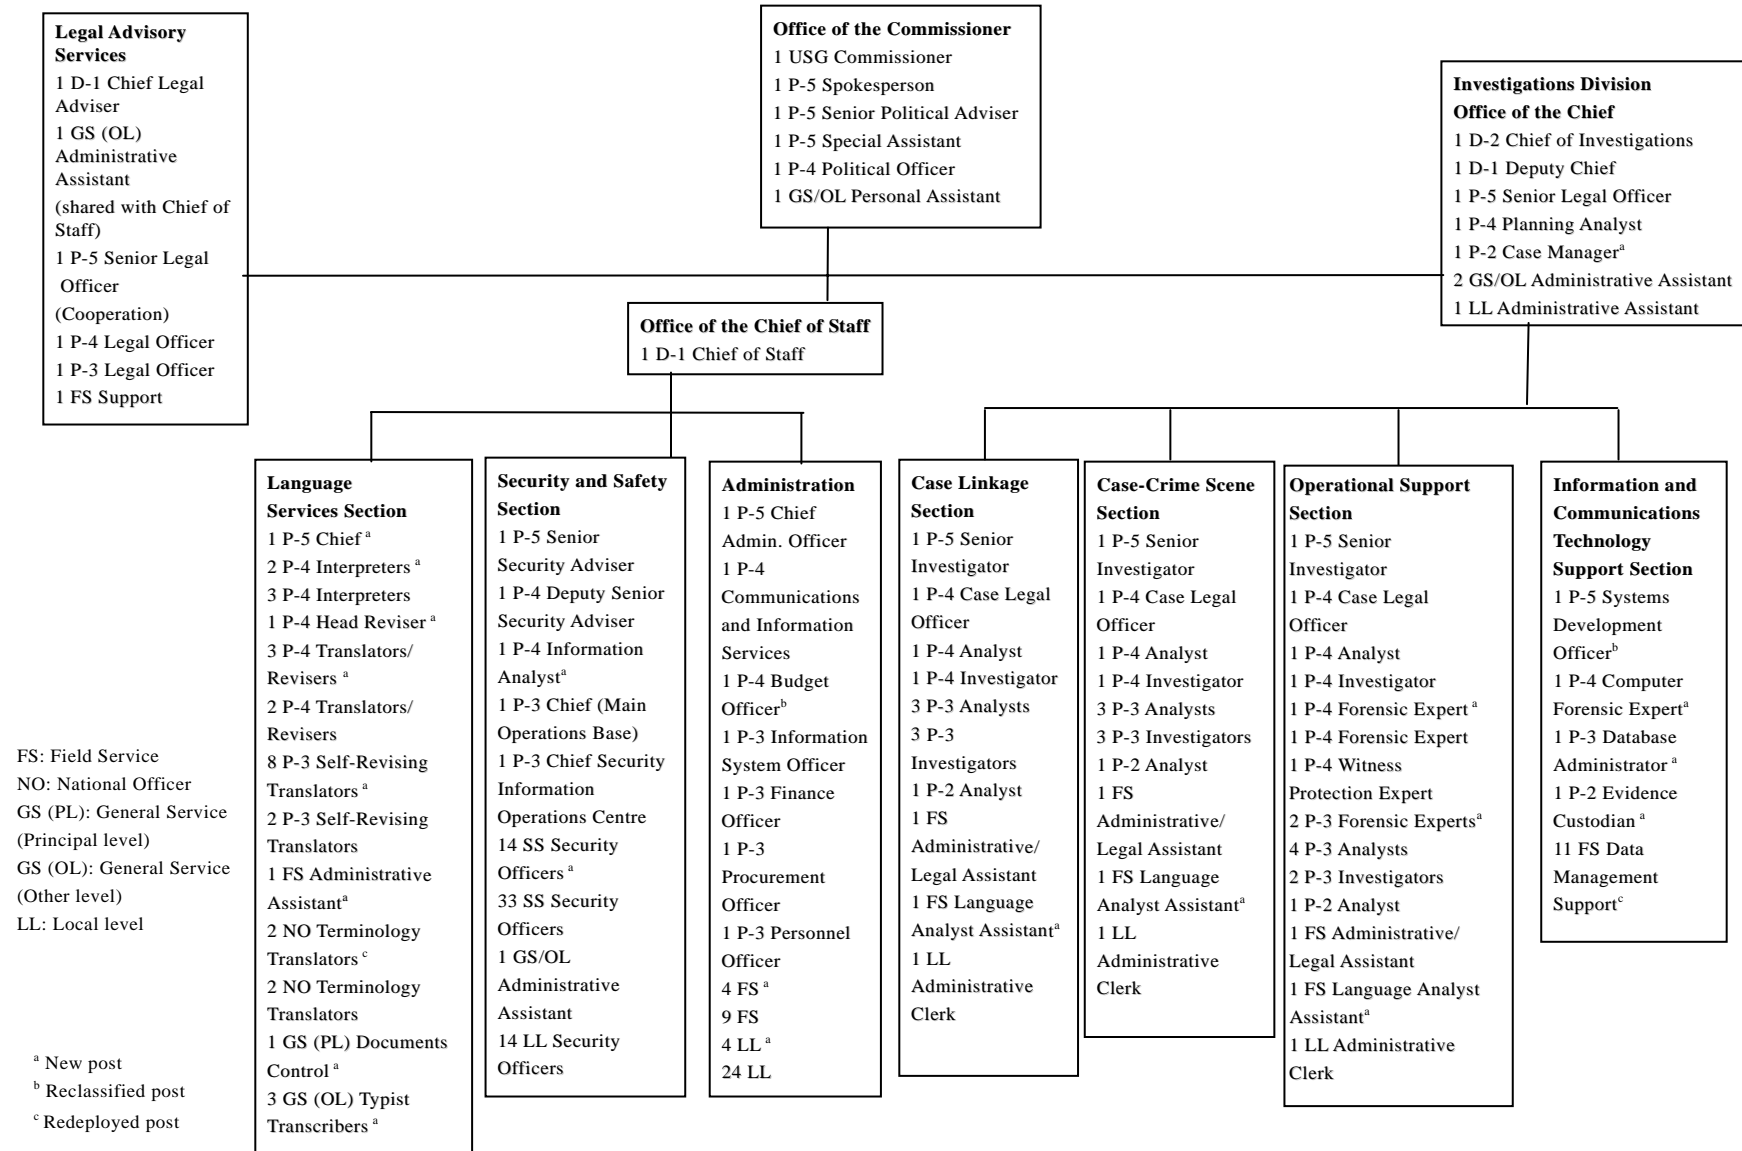 Legal Advisory
Services
1 D-1 Chief Legal
Adviser
1 GS (OL)
Administrative
Assistant
(shared with Chief of
Staff)
1 P-5 Senior Legal
Officer
(Cooperation)
1 P-4 Legal Officer
1 P-3 Legal Officer
1 FS Support
Office of the Commissioner
1 USG Commissioner
1 P-5 Spokesperson
1 P-5 Senior Political Adviser
1 P-5 Special Assistant
1 P-4 Political Officer
1 GS/OL Personal Assistant
Investigations Division
Office of the Chief
1 D-2 Chief of Investigations
1 D-1 Deputy Chief
1 P-5 Senior Legal Officer
1 P-4 Planning Analyst
1 P-2 Case Managerᵃ
2 GS/OL Administrative Assistant
1 LL Administrative Assistant
Office of the Chief of Staff
1 D-1 Chief of Staff
Language
Services Section
1 P-5 Chief ᵃ
2 P-4 Interpreters ᵃ
3 P-4 Interpreters
1 P-4 Head Reviser ᵃ
3 P-4 Translators/
Revisers ᵃ
2 P-4 Translators/
Revisers
8 P-3 Self-Revising
Translators ᵃ
2 P-3 Self-Revising
Translators
1 FS Administrative
Assistantᵃ
2 NO Terminology
Translators ᶜ
2 NO Terminology
Translators
1 GS (PL) Documents
Control ᵃ
3 GS (OL) Typist
Transcribers ᵃ
Security and Safety
Section
1 P-5 Senior
Security Adviser
1 P-4 Deputy Senior
Security Adviser
1 P-4 Information
Analystᵃ
1 P-3 Chief (Main
Operations Base)
1 P-3 Chief Security
Information
Operations Centre
14 SS Security
Officers ᵃ
33 SS Security
Officers
1 GS/OL
Administrative
Assistant
14 LL Security
Officers
Administration
1 P-5 Chief
Admin. Officer
1 P-4
Communications
and Information
Services
1 P-4 Budget
Officerᵇ
1 P-3 Information
System Officer
1 P-3 Finance
Officer
1 P-3
Procurement
Officer
1 P-3 Personnel
Officer
4 FS ᵃ
9 FS
4 LL ᵃ
24 LL
Case Linkage
Section
1 P-5 Senior
Investigator
1 P-4 Case Legal
Officer
1 P-4 Analyst
1 P-4 Investigator
3 P-3 Analysts
3 P-3
Investigators
1 P-2 Analyst
1 FS
Administrative/
Legal Assistant
1 FS Language
Analyst Assistantᵃ
1 LL
Administrative
Clerk
Case-Crime Scene
Section
1 P-5 Senior
Investigator
1 P-4 Case Legal
Officer
1 P-4 Analyst
1 P-4 Investigator
3 P-3 Analysts
3 P-3 Investigators
1 P-2 Analyst
1 FS
Administrative/
Legal Assistant
1 FS Language
Analyst Assistantᵃ
1 LL
Administrative
Clerk
Operational Support
Section
1 P-5 Senior
Investigator
1 P-4 Case Legal
Officer
1 P-4 Analyst
1 P-4 Investigator
1 P-4 Forensic Expert ᵃ
1 P-4 Forensic Expert
1 P-4 Witness
Protection Expert
2 P-3 Forensic Expertsᵃ
4 P-3 Analysts
2 P-3 Investigators
1 P-2 Analyst
1 FS Administrative/
Legal Assistant
1 FS Language Analyst
Assistantᵃ
1 LL Administrative
Clerk
Information and
Communications
Technology
Support Section
1 P-5 Systems
Development
Officerᵇ
1 P-4 Computer
Forensic Expertᵃ
1 P-3 Database
Administrator ᵃ
1 P-2 Evidence
Custodian ᵃ
11 FS Data
Management
Supportᶜ
FS: Field Service
NO: National Officer
GS (PL): General Service
(Principal level)
GS (OL): General Service
(Other level)
LL: Local level
ᵃ New post
ᵇ Reclassified post
ᶜ Redeployed post